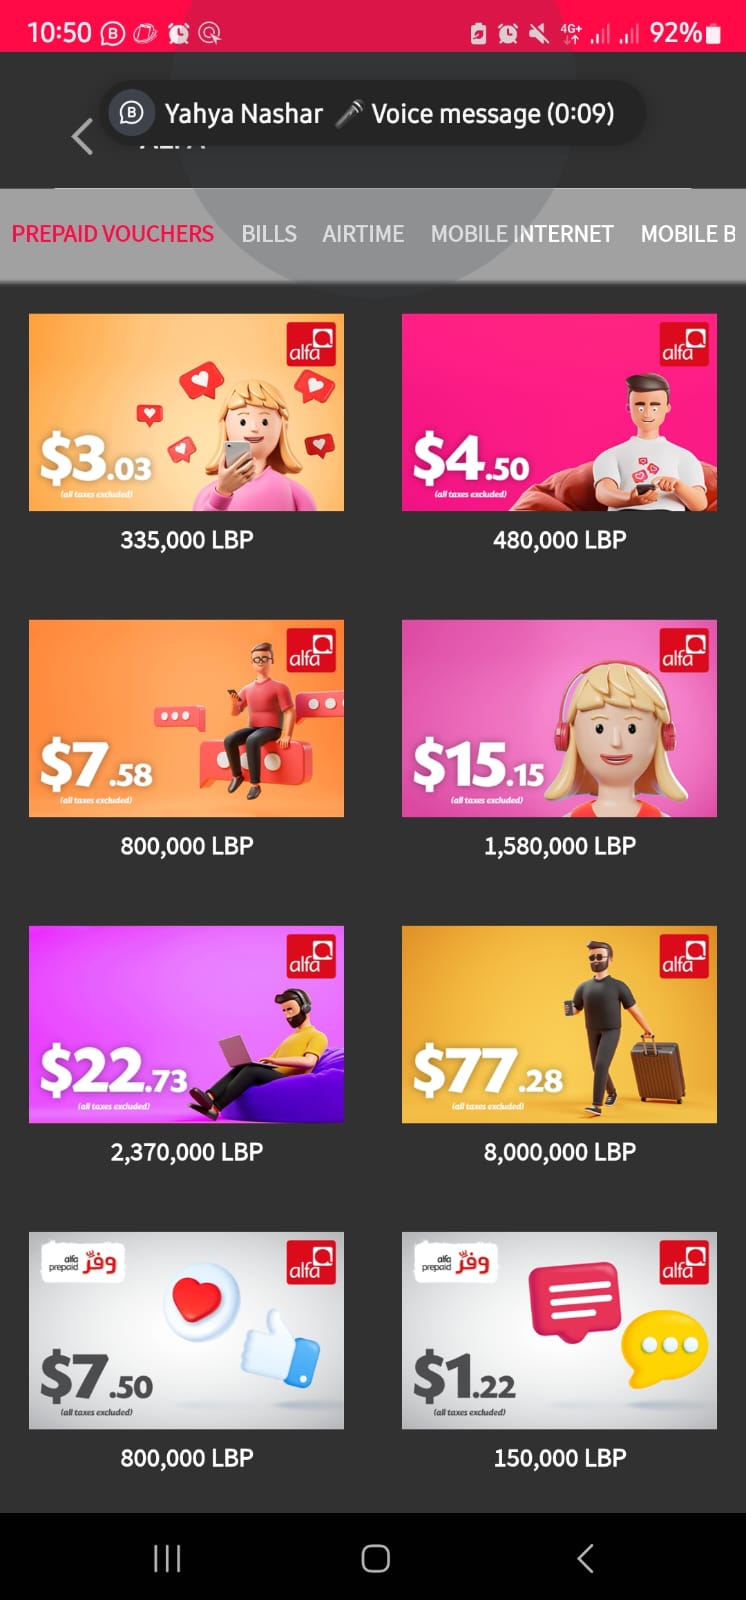 10:50
4G+
92%
Yahya Nashar 🎤 Voice message (0:09)
PREPAID VOUCHERS BILLS AIRTIME MOBILE INTERNET MOBILE B
alfa
$3.03
(all taxes excluded)
335,000 LBP
alfa
$4.50
(all taxes excluded)
480,000 LBP
alfa
$7.58
(all taxes excluded)
800,000 LBP
alfa
$15.15
(all taxes excluded)
1,580,000 LBP
alfa
$22.73
(all taxes excluded)
2,370,000 LBP
alfa
$77.28
(all taxes excluded)
8,000,000 LBP
alfa
prepaid وفّر
alfa
$7.50
(all taxes excluded)
800,000 LBP
alfa
prepaid وفّر
alfa
$1.22
(all taxes excluded)
150,000 LBP